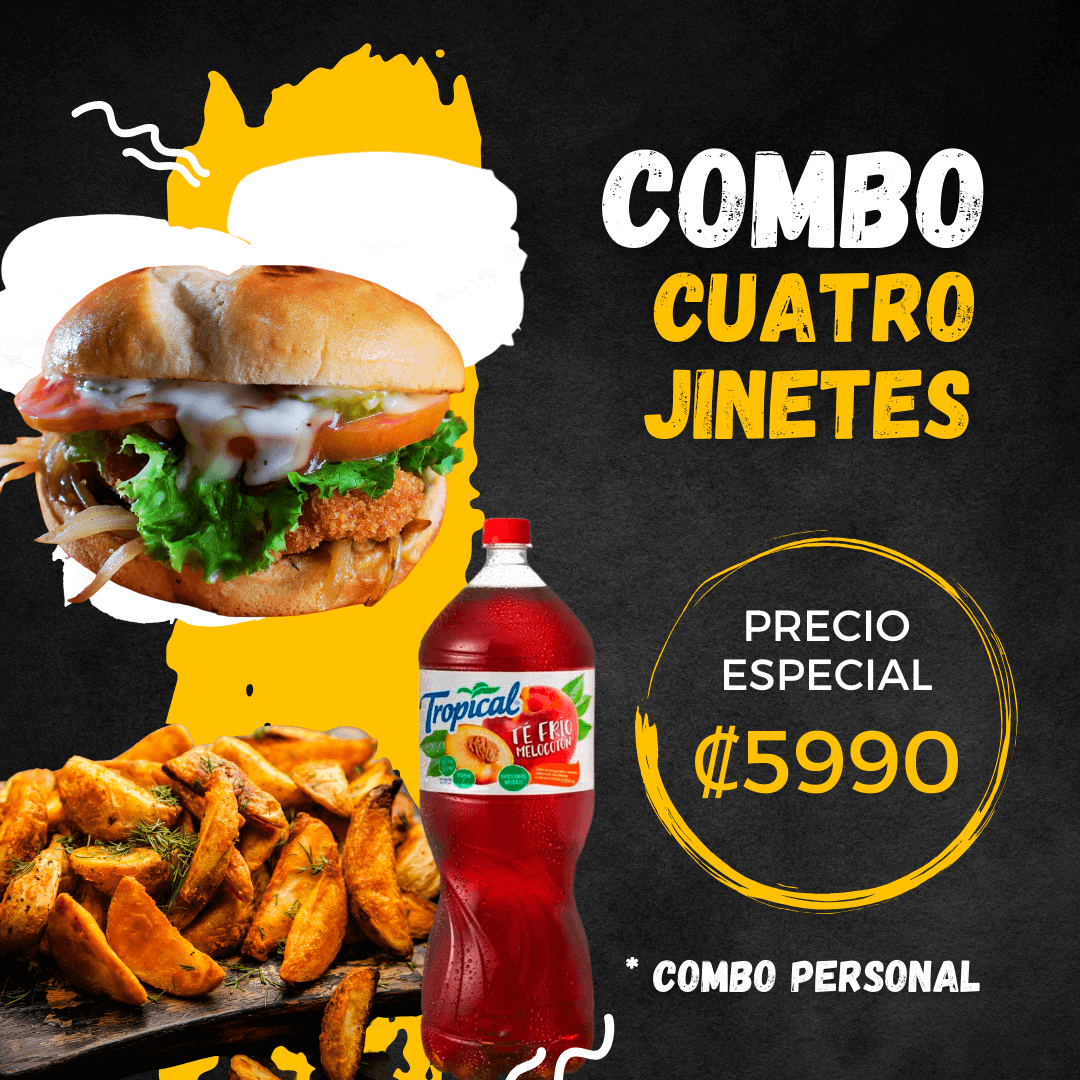 COMBO
CUATRO
JINETES
PRECIO
ESPECIAL
₡5990
Tropical
TÉ FRÍO
MELOCOTÓN
* COMBO PERSONAL